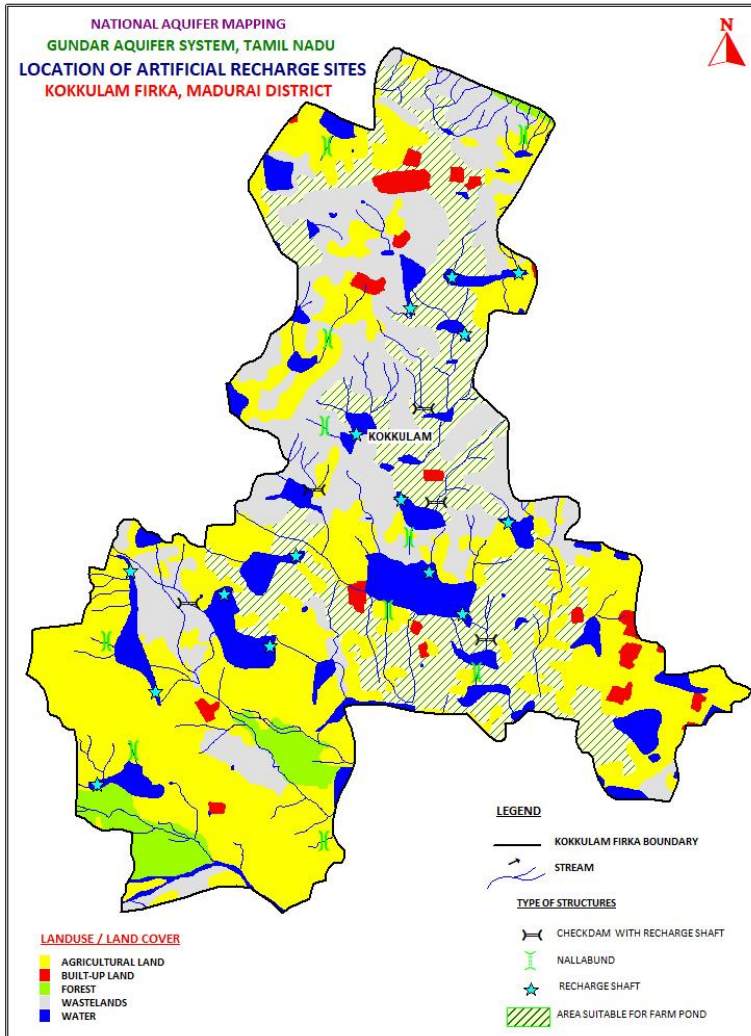 NATIONAL AQUIFER MAPPING
GUNDAR AQUIFER SYSTEM, TAMIL NADU
LOCATION OF ARTIFICIAL RECHARGE SITES
KOKKULAM FIRKA, MADURAI DISTRICT
N
KOKKULAM
LEGEND
KOKKULAM FIRKA BOUNDARY
STREAM
TYPE OF STRUCTURES
CHECKDAM WITH RECHARGE SHAFT
NALLABUND
RECHARGE SHAFT
AREA SUITABLE FOR FARM POND
LANDUSE / LAND COVER
AGRICULTURAL LAND
BUILT-UP LAND
FOREST
WASTELANDS
WATER